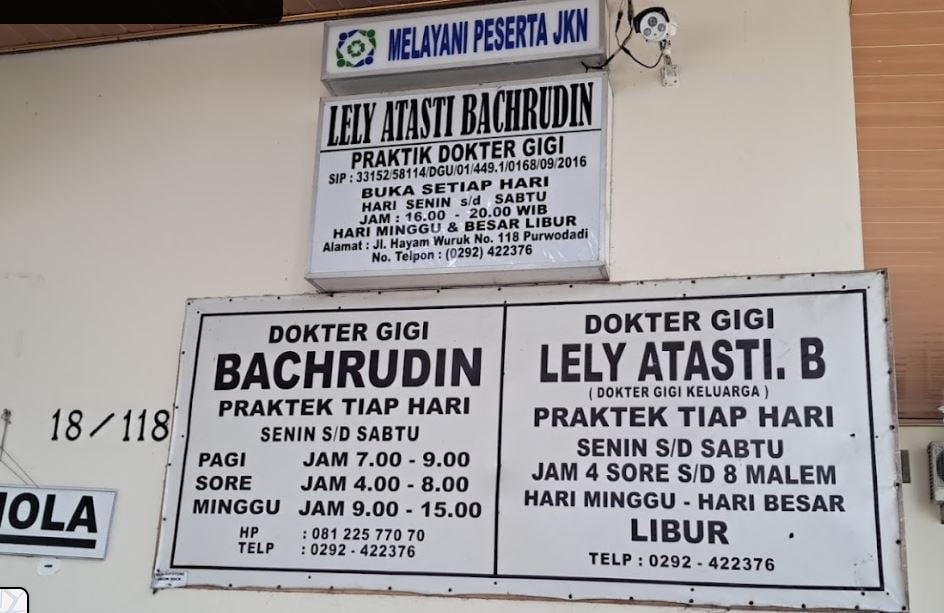 MELAYANI PESERTA JKN
LELY ATASTI BACHRUDIN
PRAKTIK DOKTER GIGI
SIP : 33152/58114/DGU/01/449.1/0168/09/2016
BUKA SETIAP HARI
HARI SENIN s/d SABTU
JAM : 16.00 - 20.00 WIB
HARI MINGGU & BESAR LIBUR
Alamat : Jl. Hayam Wuruk No. 118 Purwodadi
No. Telpon : (0292) 422376
DOKTER GIGI
BACHRUDIN
PRAKTEK TIAP HARI
SENIN S/D SABTU
PAGI JAM 7.00 - 9.00
SORE JAM 4.00 - 8.00
MINGGU JAM 9.00 - 15.00
HP : 081 225 770 70
TELP : 0292 - 422376
DOKTER GIGI
LELY ATASTI. B
( DOKTER GIGI KELUARGA )
PRAKTEK TIAP HARI
SENIN S/D SABTU
JAM 4 SORE S/D 8 MALEM
HARI MINGGU - HARI BESAR
LIBUR
TELP : 0292 - 422376
18/118
OLA